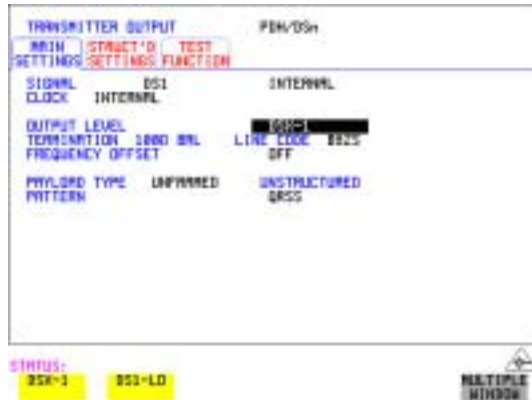 TRANSMITTER OUTPUT PDH/DSn
MAIN SETTINGS STRUCT'D SETTINGS TEST FUNCTION
SIGNAL DS1 INTERNAL
CLOCK INTERNAL
OUTPUT LEVEL DSX-1
TERMINATION 100Ω BAL LINE CODE B8ZS
FREQUENCY OFFSET OFF
PAYLOAD TYPE UNFRAMED UNSTRUCTURED
PATTERN QRSS
STATUS:
DSX-1 DS1-LO MULTIPLE WINDOW